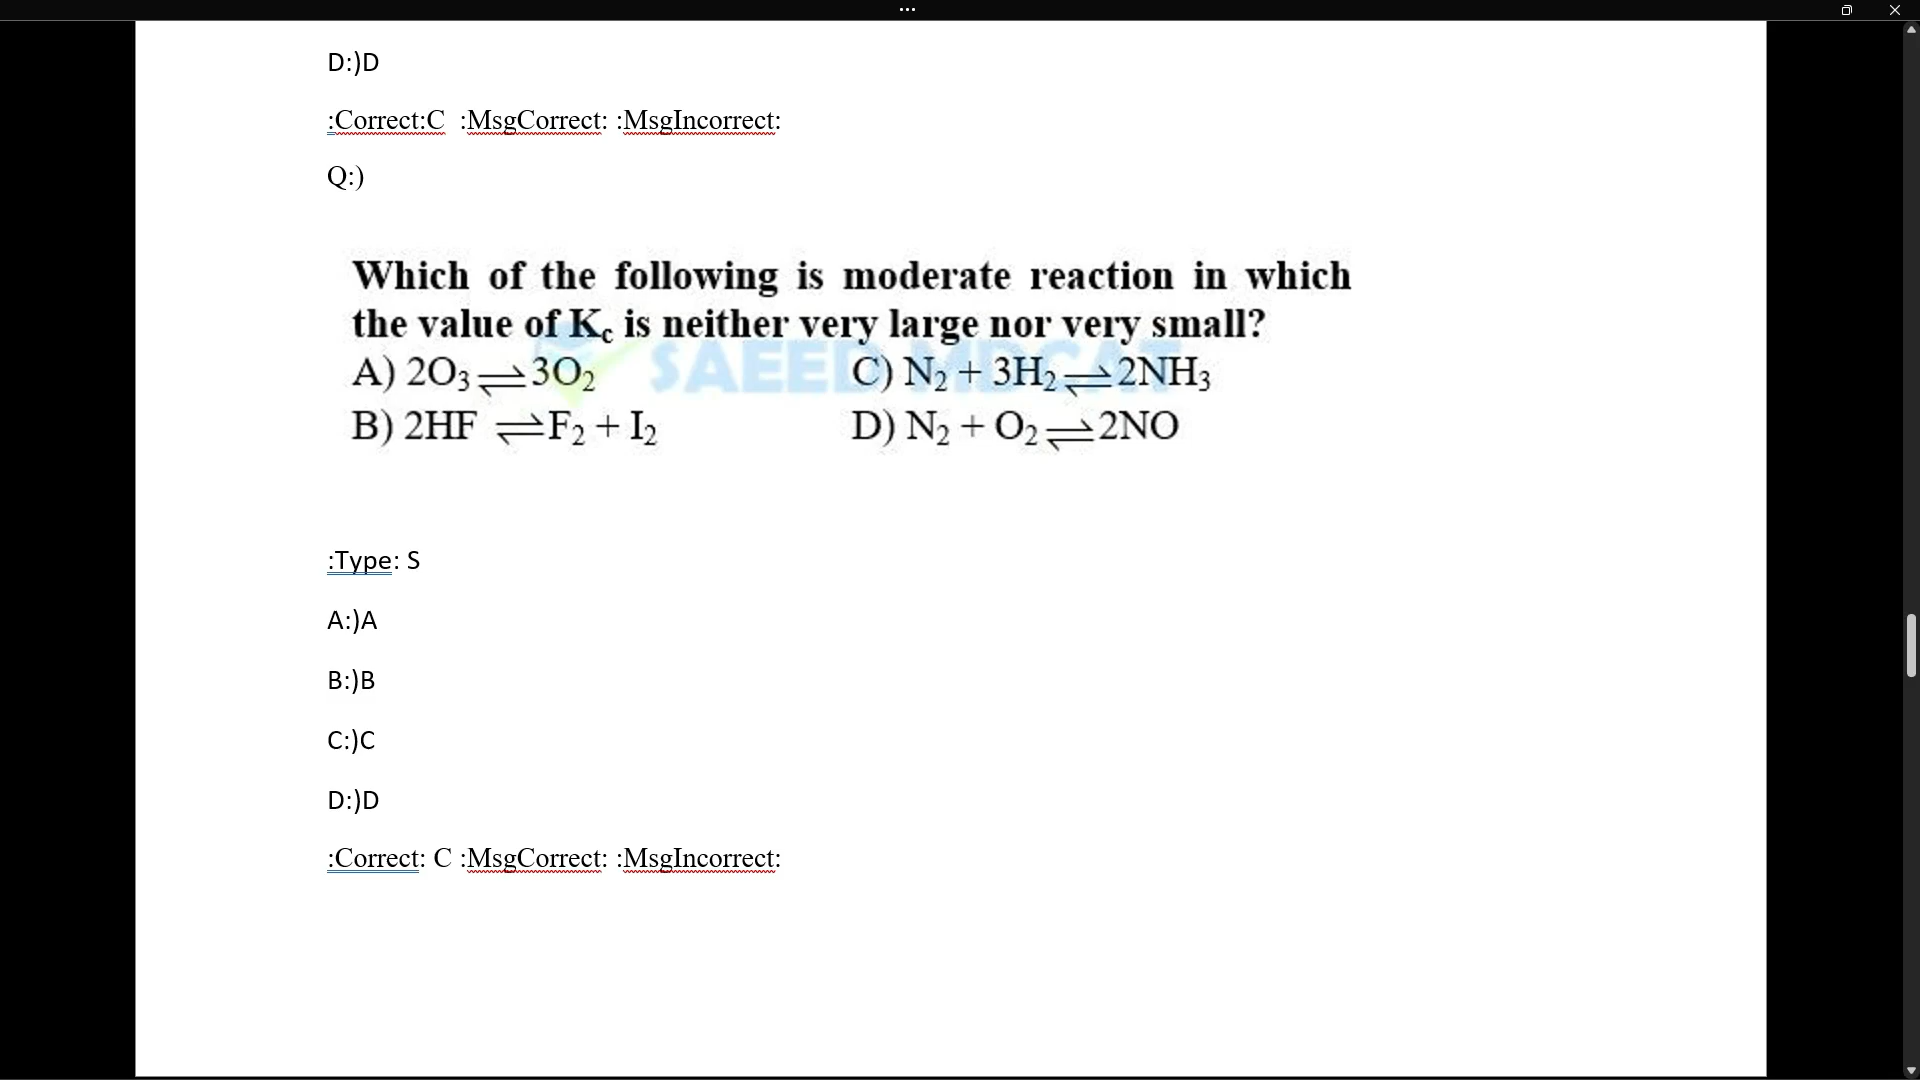 D:)D
:Correct:C :MsgCorrect: :MsgIncorrect:
Q:)
Which of the following is moderate reaction in which
the value of Kc is neither very large nor very small?
SAEED MDCAT
A) 2O₃ ⇌ 3O₂ C) N₂ + 3H₂ ⇌ 2NH₃
B) 2HF ⇌ F₂ + I₂ D) N₂ + O₂ ⇌ 2NO
:Type: S
A:)A
B:)B
C:)C
D:)D
:Correct: C :MsgCorrect: :MsgIncorrect: